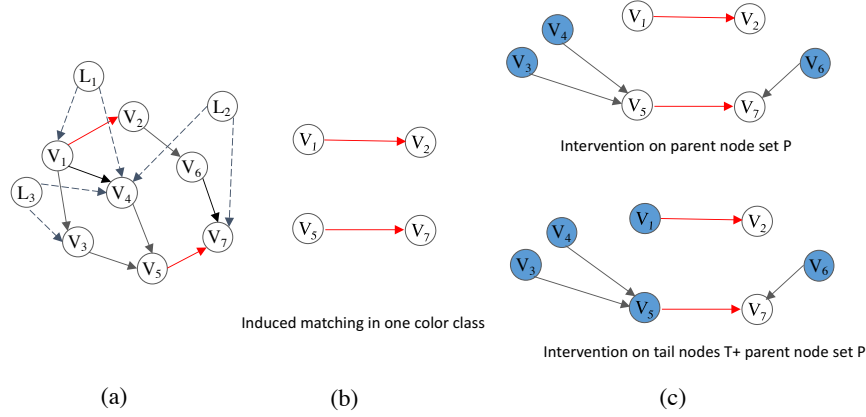 L1
L2
V2
V1
V6
V4
L3
V3
V7
V5
(a)
V1
V2
V5
V7
Induced matching in one color class
(b)
V1
V2
V4
V3
V6
V5
V7
Intervention on parent node set P
V1
V2
V4
V3
V6
V5
V7
Intervention on tail nodes T+ parent node set P
(c)